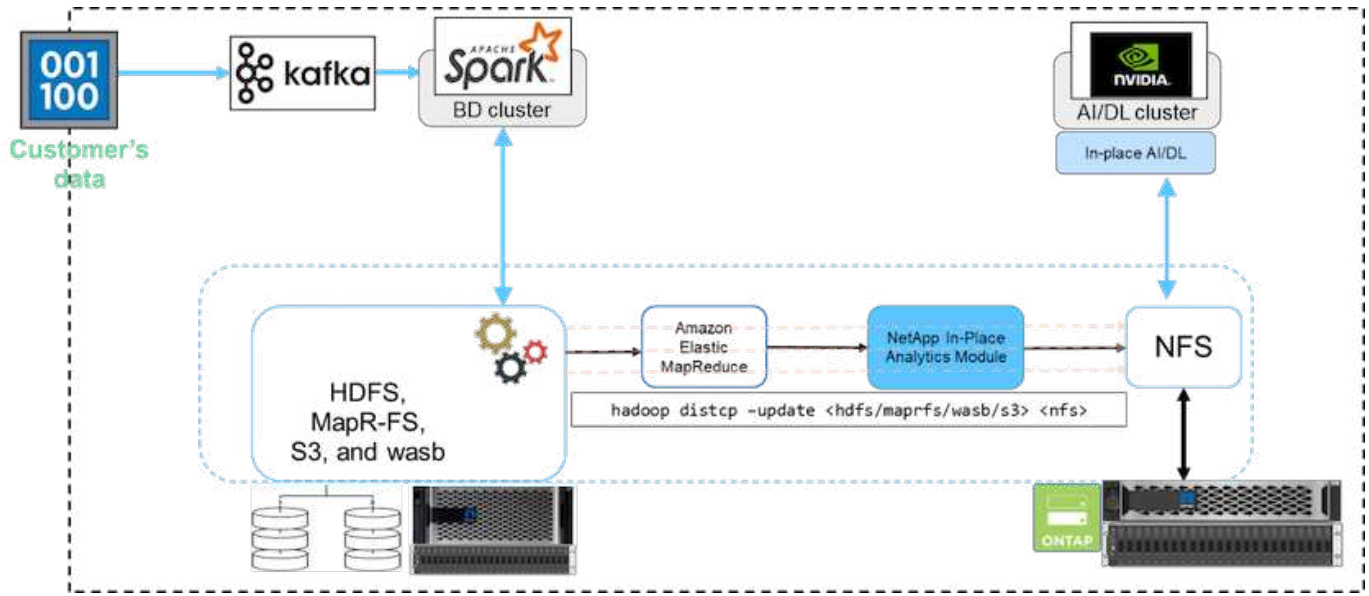 001
100
Customer's
data
kafka
APACHE
Spark
BD cluster
NVIDIA.
AI/DL cluster
In-place AI/DL
HDFS,
MapR-FS,
S3, and wasb
Amazon
Elastic
MapReduce
NetApp In-Place
Analytics Module
NFS
hadoop distcp –update <hdfs/maprfs/wasb/s3> <nfs>
ONTAP